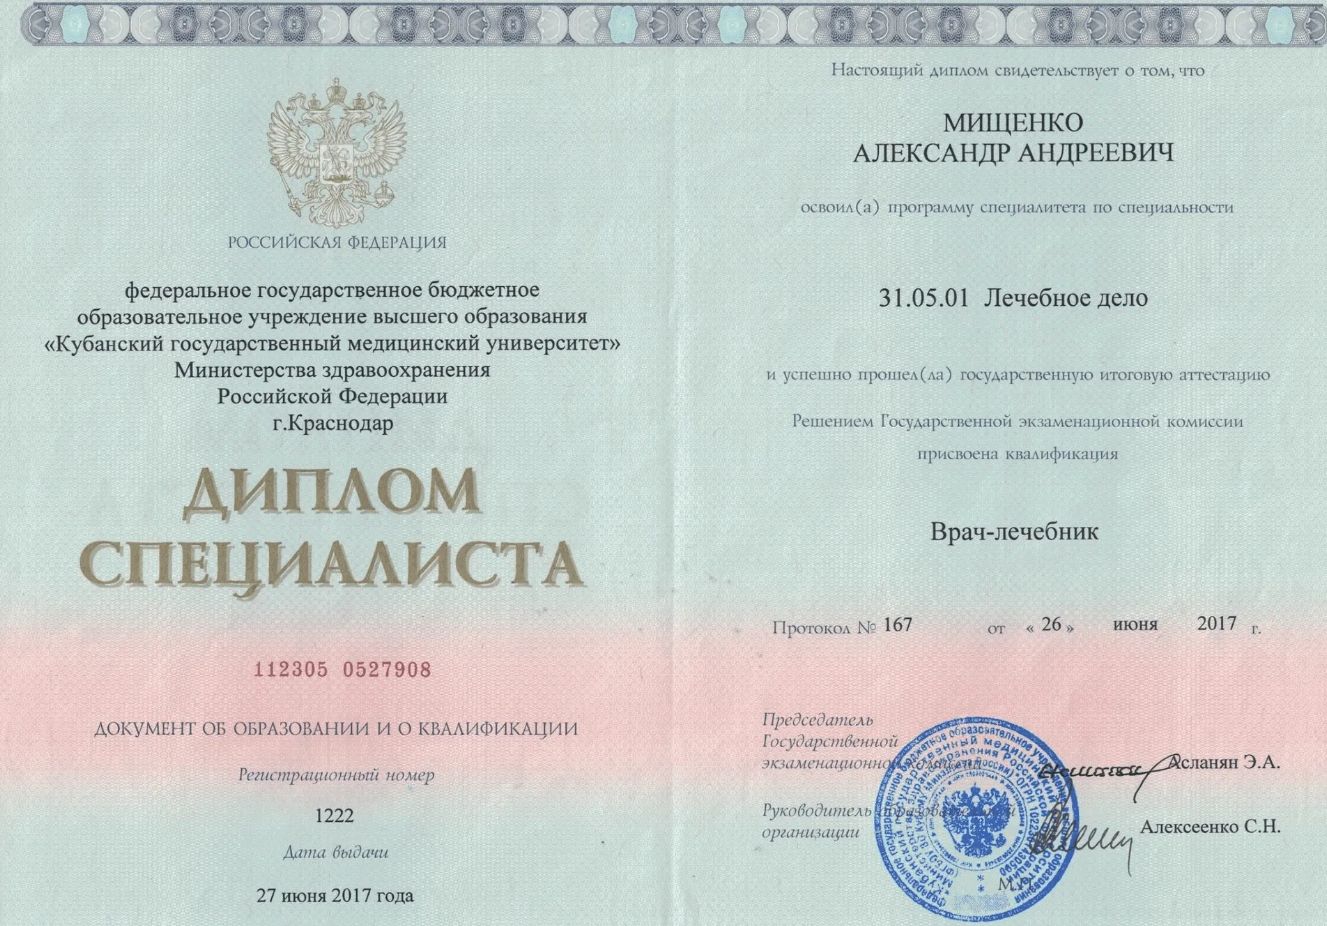 РОССИЙСКАЯ ФЕДЕРАЦИЯ
федеральное государственное бюджетное
образовательное учреждение высшего образования
«Кубанский государственный медицинский университет»
Министерства здравоохранения
Российской Федерации
г.Краснодар
ДИПЛОМ
СПЕЦИАЛИСТА
112305 0527908
ДОКУМЕНТ ОБ ОБРАЗОВАНИИ И О КВАЛИФИКАЦИИ
Регистрационный номер
1222
Дата выдачи
27 июня 2017 года
Настоящий диплом свидетельствует о том, что
МИЩЕНКО
АЛЕКСАНДР АНДРЕЕВИЧ
освоил(а) программу специалитета по специальности
31.05.01 Лечебное дело
и успешно прошел(ла) государственную итоговую аттестацию
Решением Государственной экзаменационной комиссии
присвоена квалификация
Врач-лечебник
Протокол № 167 от « 26 » июня 2017 г.
Председатель
Государственной
экзаменационной комиссии Асланян Э.А.
Руководитель образовательной
организации Алексеенко С.Н.
М.П.